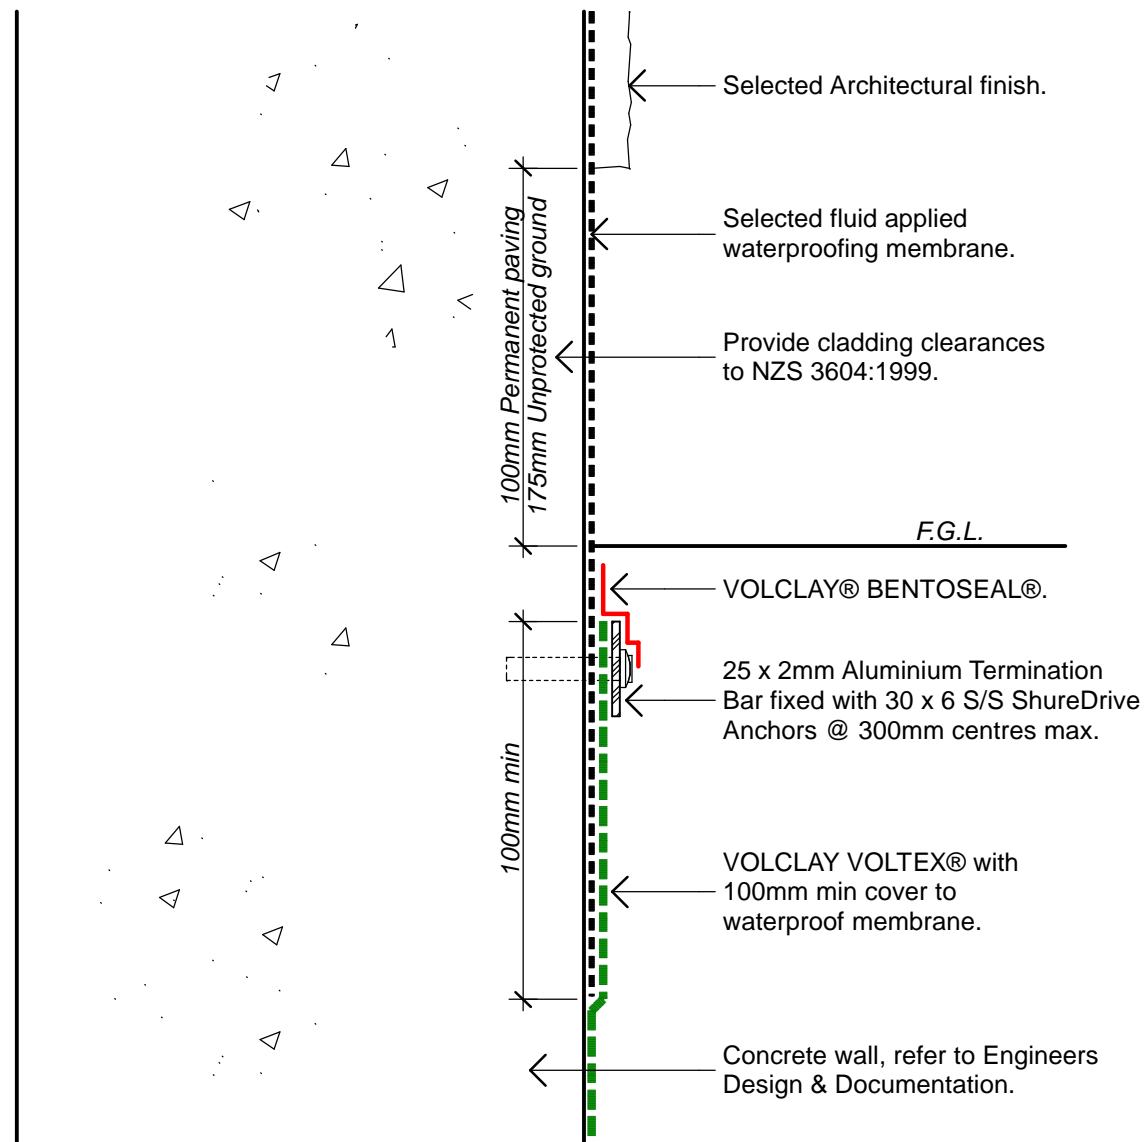 Selected Architectural finish.
Selected fluid applied
waterproofing membrane.
100mm Permanent paving
175mm Unprotected ground
Provide cladding clearances
to NZS 3604:1999.
F.G.L.
VOLCLAY® BENTOSEAL®.
25 x 2mm Aluminium Termination
Bar fixed with 30 x 6 S/S ShureDrive
Anchors @ 300mm centres max.
100mm min
VOLCLAY VOLTEX® with
100mm min cover to
waterproof membrane.
Concrete wall, refer to Engineers
Design & Documentation.